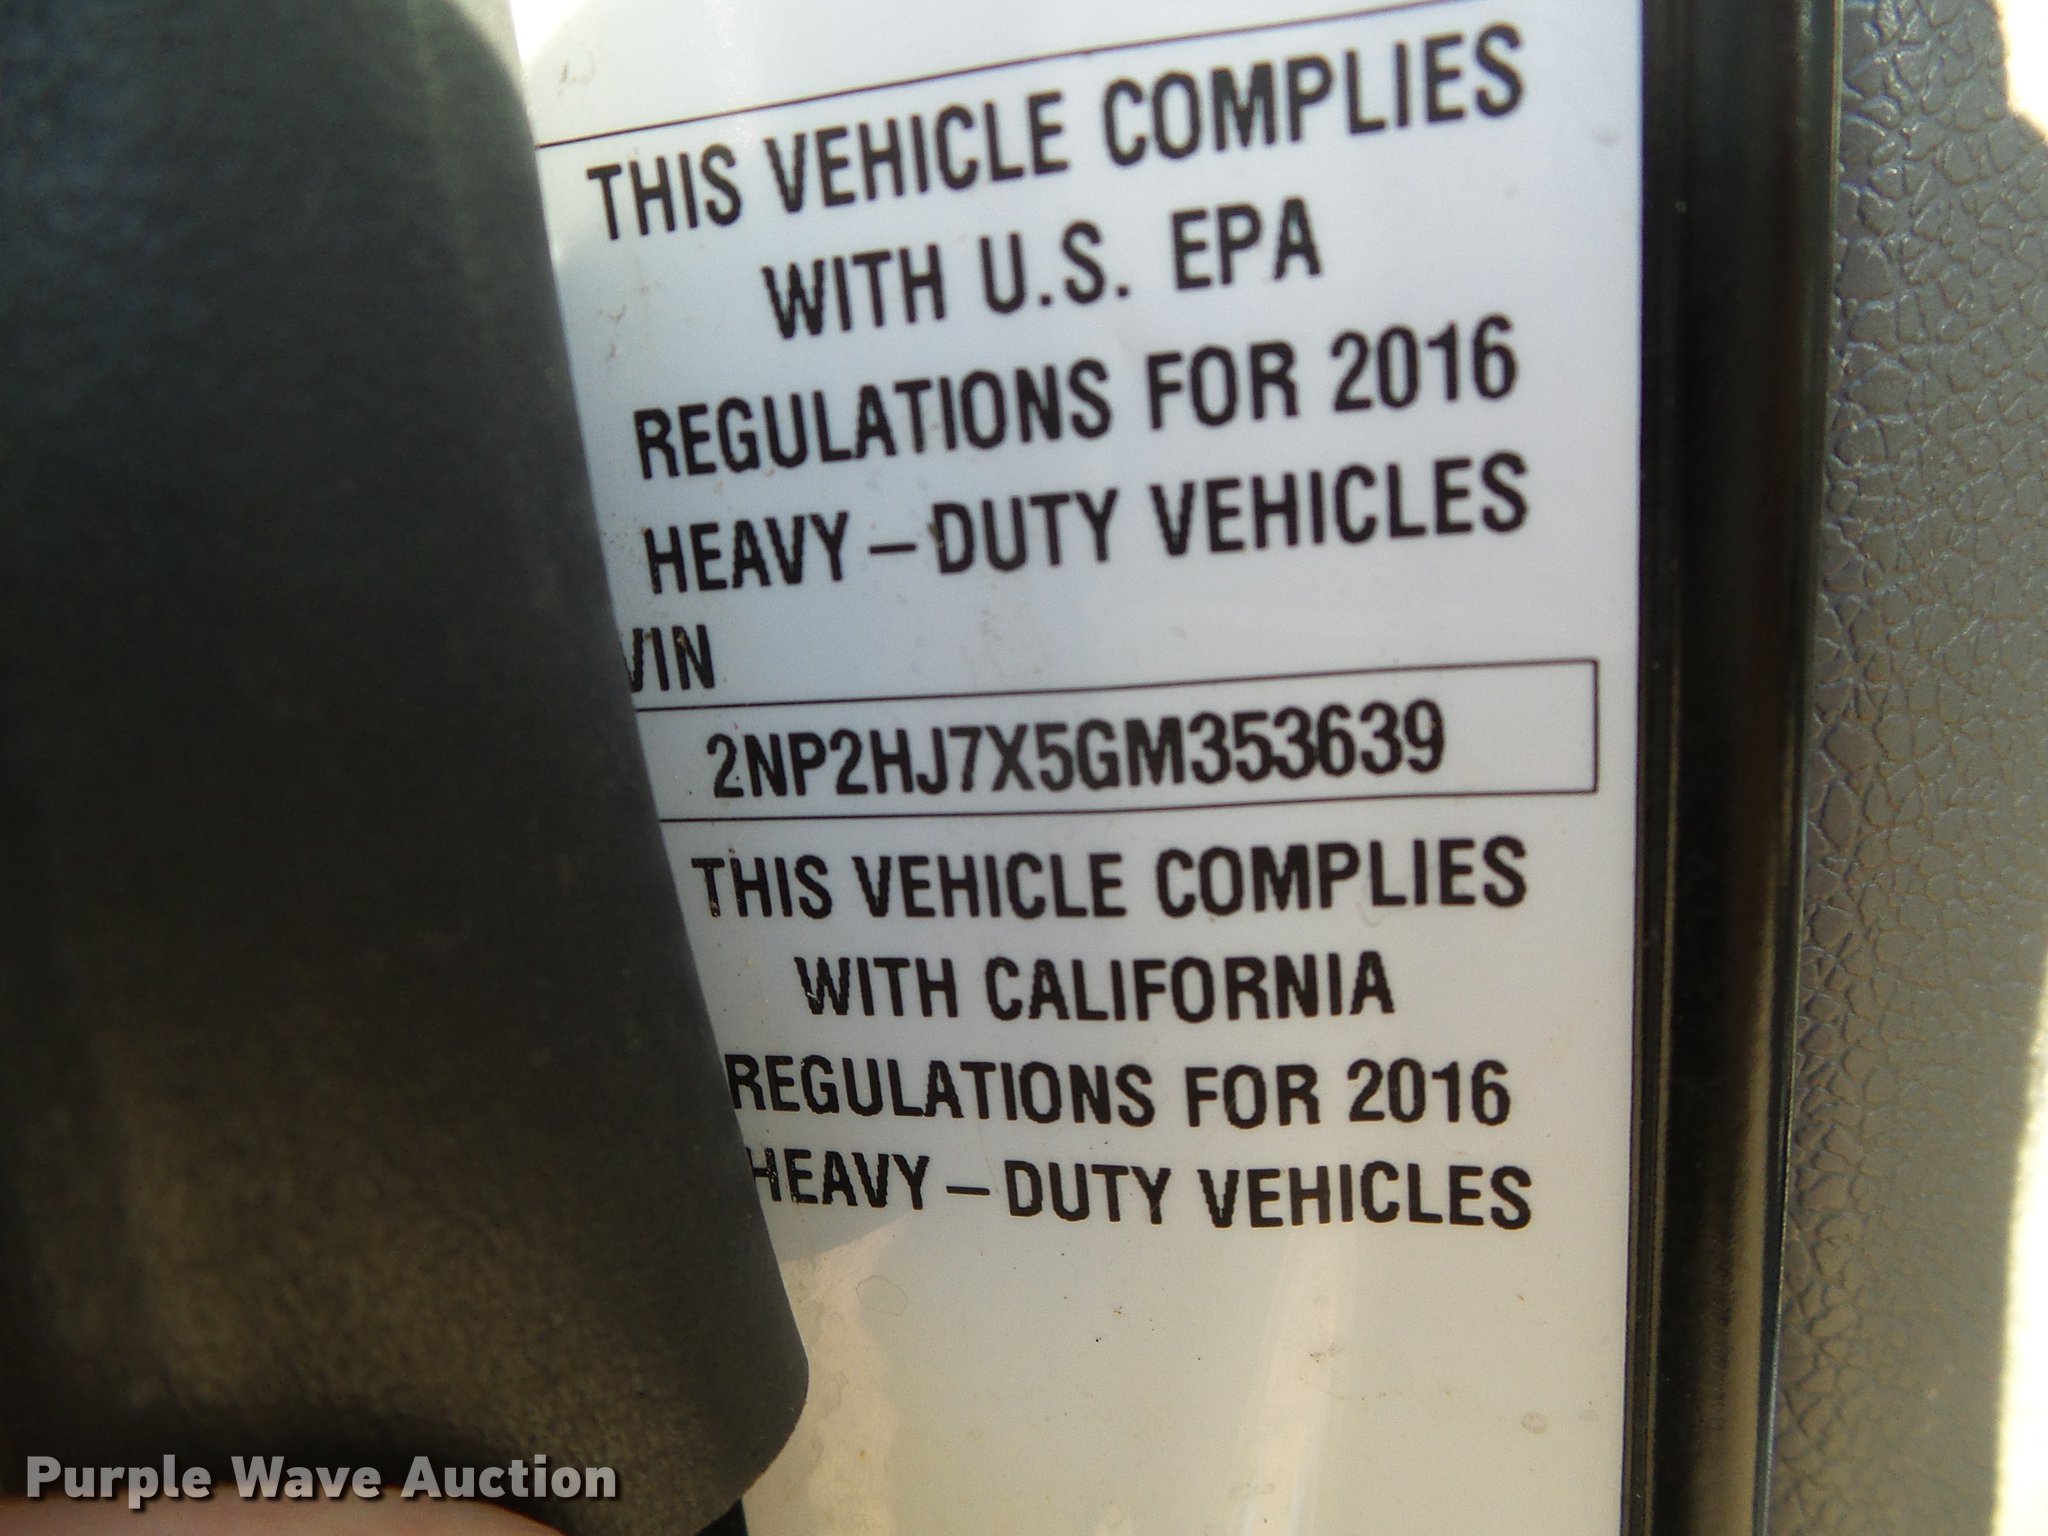 THIS VEHICLE COMPLIES
WITH U.S. EPA
REGULATIONS FOR 2016
HEAVY–DUTY VEHICLES
VIN
2NP2HJ7X5GM353639
THIS VEHICLE COMPLIES
WITH CALIFORNIA
REGULATIONS FOR 2016
HEAVY–DUTY VEHICLES
Purple Wave Auction